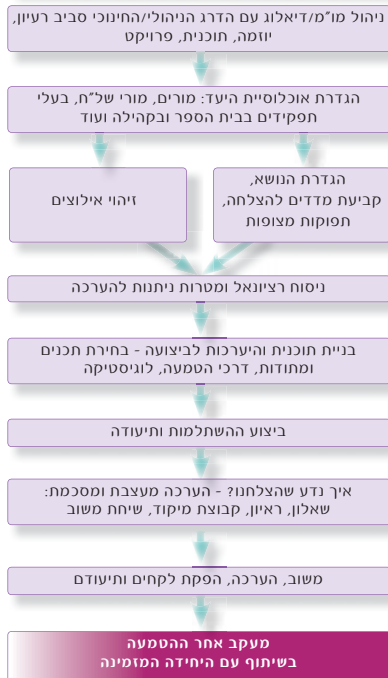 ניהול מו"מ/דיאלוג עם הדרג הניהולי/החינוכי סביב רעיון,
יוזמה, תוכנית, פרויקט
הגדרת אוכלוסיית היעד: מורים, מורי של"ח, בעלי
תפקידים בבית הספר ובקהילה ועוד
הגדרת הנושא,
קביעת מדדים להצלחה,
תפוקות מצופות
זיהוי אילוצים
ניסוח רציונאל ומטרות ניתנות להערכה
בניית תוכנית והיערכות לביצועה - בחירת תכנים
ומתודות, דרכי הטמעה, לוגיסטיקה
ביצוע ההשתלמות ותיעודה
איך נדע שהצלחנו? - הערכה מעצבת ומסכמת:
שאלון, ראיון, קבוצת מיקוד, שיחת משוב
משוב, הערכה, הפקת לקחים ותיעודם
מעקב אחר ההטמעה
בשיתוף עם היחידה המזמינה